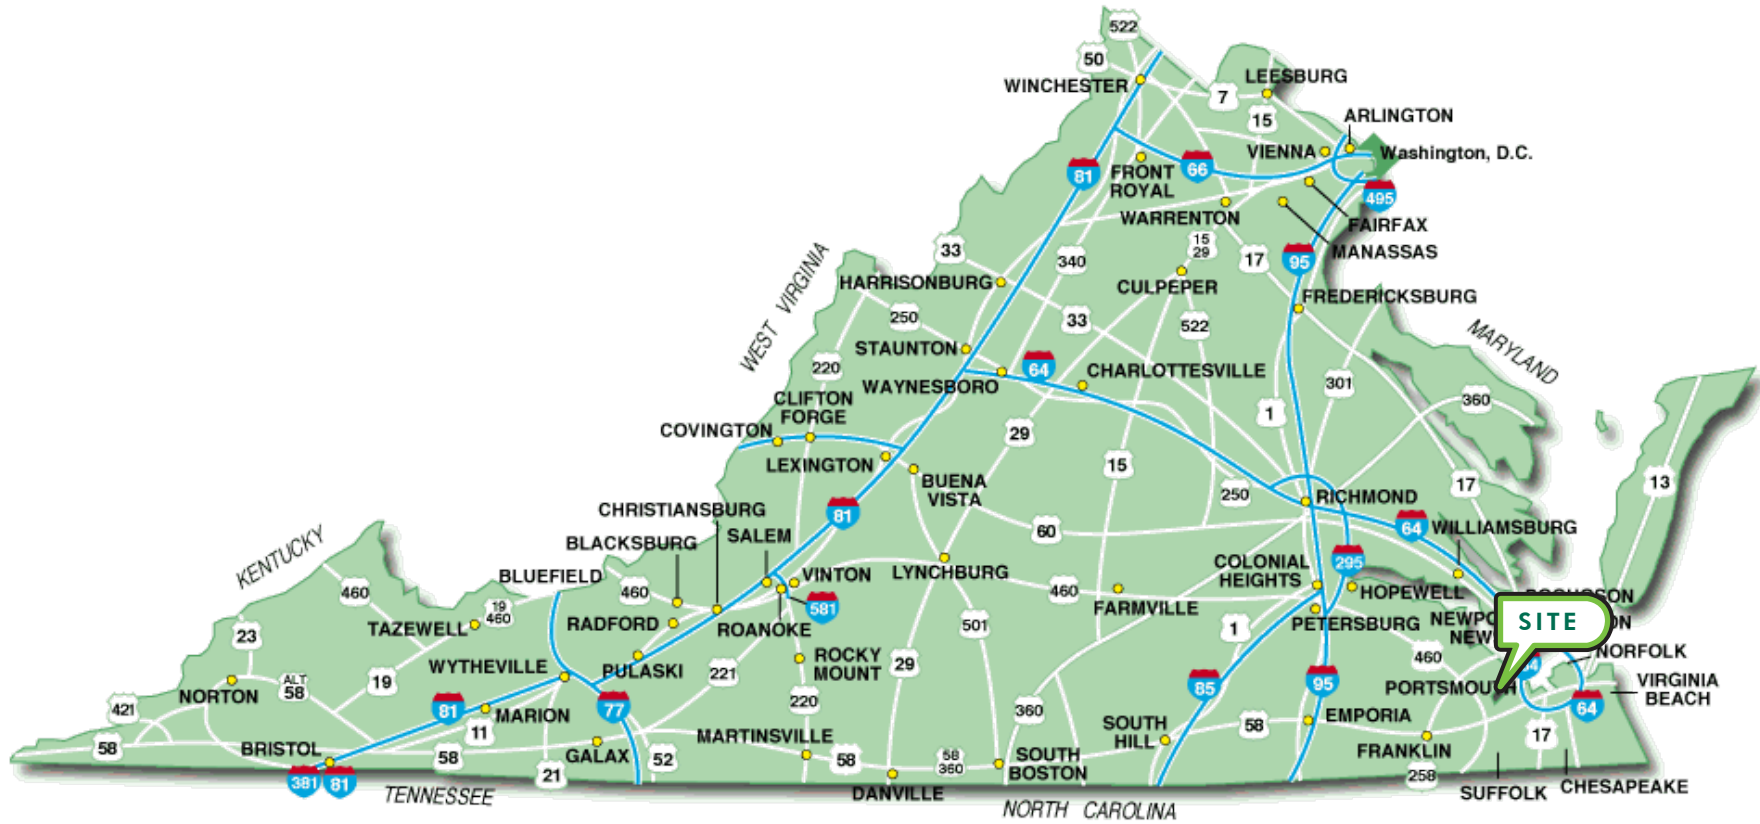 522
50
LEESBURG
WINCHESTER
7
15
ARLINGTON
VIENNA
Washington, D.C.
81
FRONT
ROYAL
66
495
WARRENTON
FAIRFAX
MANASSAS
33
340
15
29
17
95
WEST VIRGINIA
HARRISONBURG
CULPEPER
FREDERICKSBURG
250
33
522
MARYLAND
STAUNTON
220
64
CHARLOTTESVILLE
WAYNESBORO
301
360
CLIFTON
FORGE
1
COVINGTON
29
LEXINGTON
15
BUENA
VISTA
250
17
13
RICHMOND
CHRISTIANSBURG
81
60
64
WILLIAMSBURG
KENTUCKY
BLACKSBURG
SALEM
COLONIAL
HEIGHTS
295
BLUEFIELD
VINTON
LYNCHBURG
460
460
460
HOPEWELL
19
460
581
FARMVILLE
TAZEWELL
RADFORD
ROANOKE
501
1
PETERSBURG
SITE
23
NORFOLK
WYTHEVILLE
PULASKI
ROCKY
MOUNT
29
460
NORTON
ALT
58
19
221
85
95
PORTSMOUTH
64
VIRGINIA
BEACH
421
81
MARION
77
220
360
SOUTH
HILL
58
EMPORIA
64
11
MARTINSVILLE
17
58
BRISTOL
58
GALAX
52
58
58
360
SOUTH
BOSTON
FRANKLIN
381
81
21
258
TENNESSEE
DANVILLE
SUFFOLK
CHESAPEAKE
NORTH CAROLINA